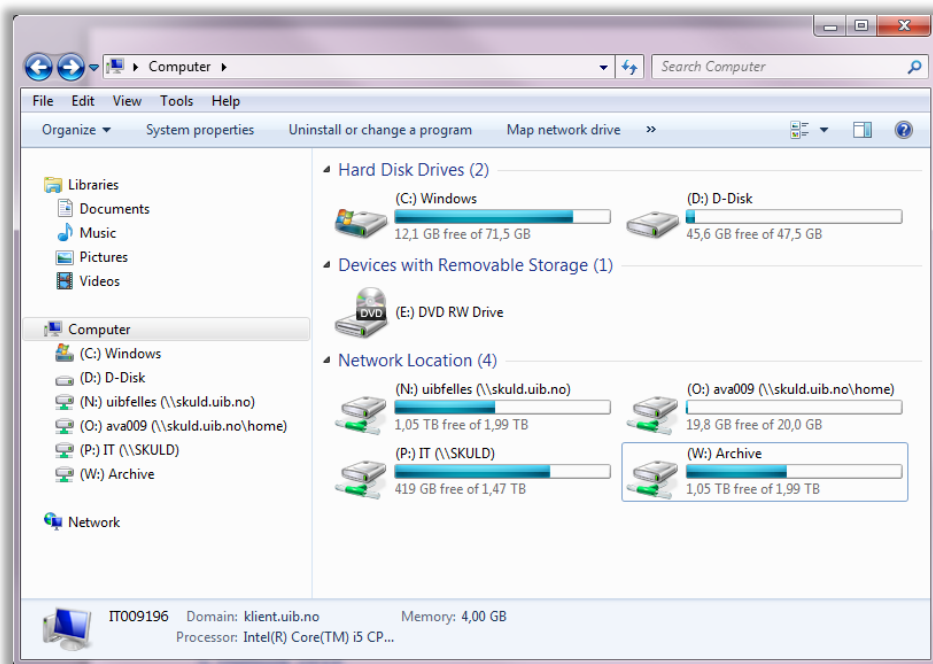 Computer
Search Computer
File Edit View Tools Help
Organize System properties Uninstall or change a program Map network drive »
Libraries
Documents
Music
Pictures
Videos
Computer
(C:) Windows
(D:) D-Disk
(N:) uibfelles (\\skuld.uib.no)
(O:) ava009 (\\skuld.uib.no\home)
(P:) IT (\\SKULD)
(W:) Archive
Network
Hard Disk Drives (2)
(C:) Windows
12,1 GB free of 71,5 GB
(D:) D-Disk
45,6 GB free of 47,5 GB
Devices with Removable Storage (1)
DVD
(E:) DVD RW Drive
Network Location (4)
(N:) uibfelles (\\skuld.uib.no)
1,05 TB free of 1,99 TB
(O:) ava009 (\\skuld.uib.no\home)
19,8 GB free of 20,0 GB
(P:) IT (\\SKULD)
419 GB free of 1,47 TB
(W:) Archive
1,05 TB free of 1,99 TB
IT009196 Domain: klient.uib.no Memory: 4,00 GB
Processor: Intel(R) Core(TM) i5 CP...